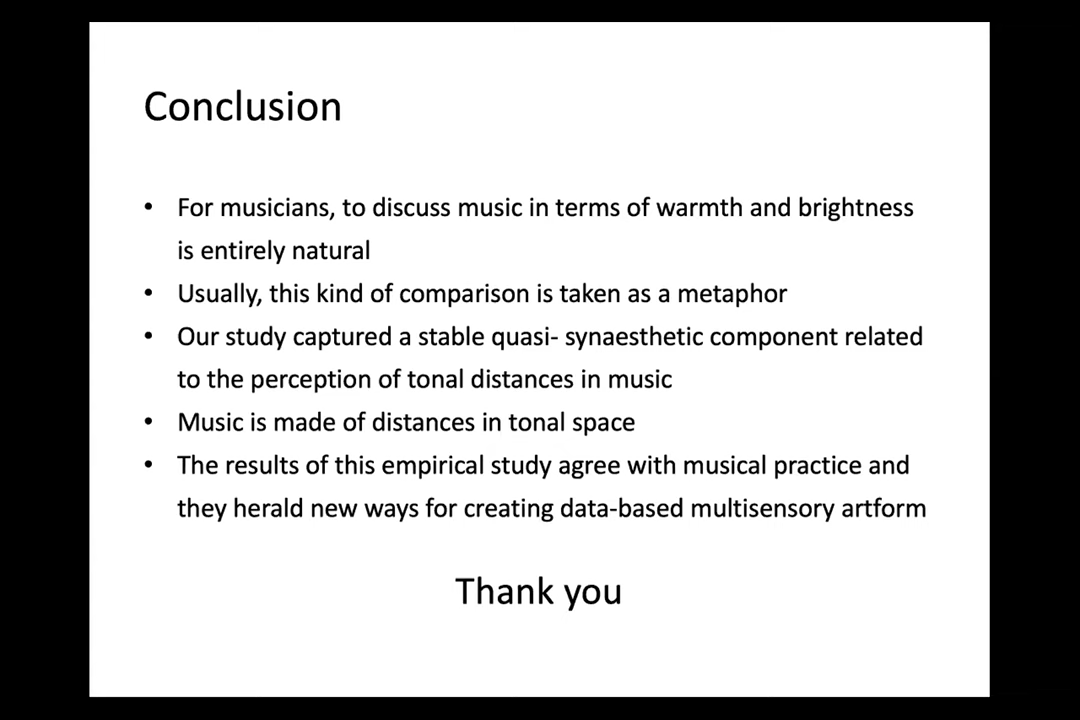 Conclusion
• For musicians, to discuss music in terms of warmth and brightness
is entirely natural
• Usually, this kind of comparison is taken as a metaphor
• Our study captured a stable quasi- synaesthetic component related
to the perception of tonal distances in music
• Music is made of distances in tonal space
• The results of this empirical study agree with musical practice and
they herald new ways for creating data-based multisensory artform
Thank you